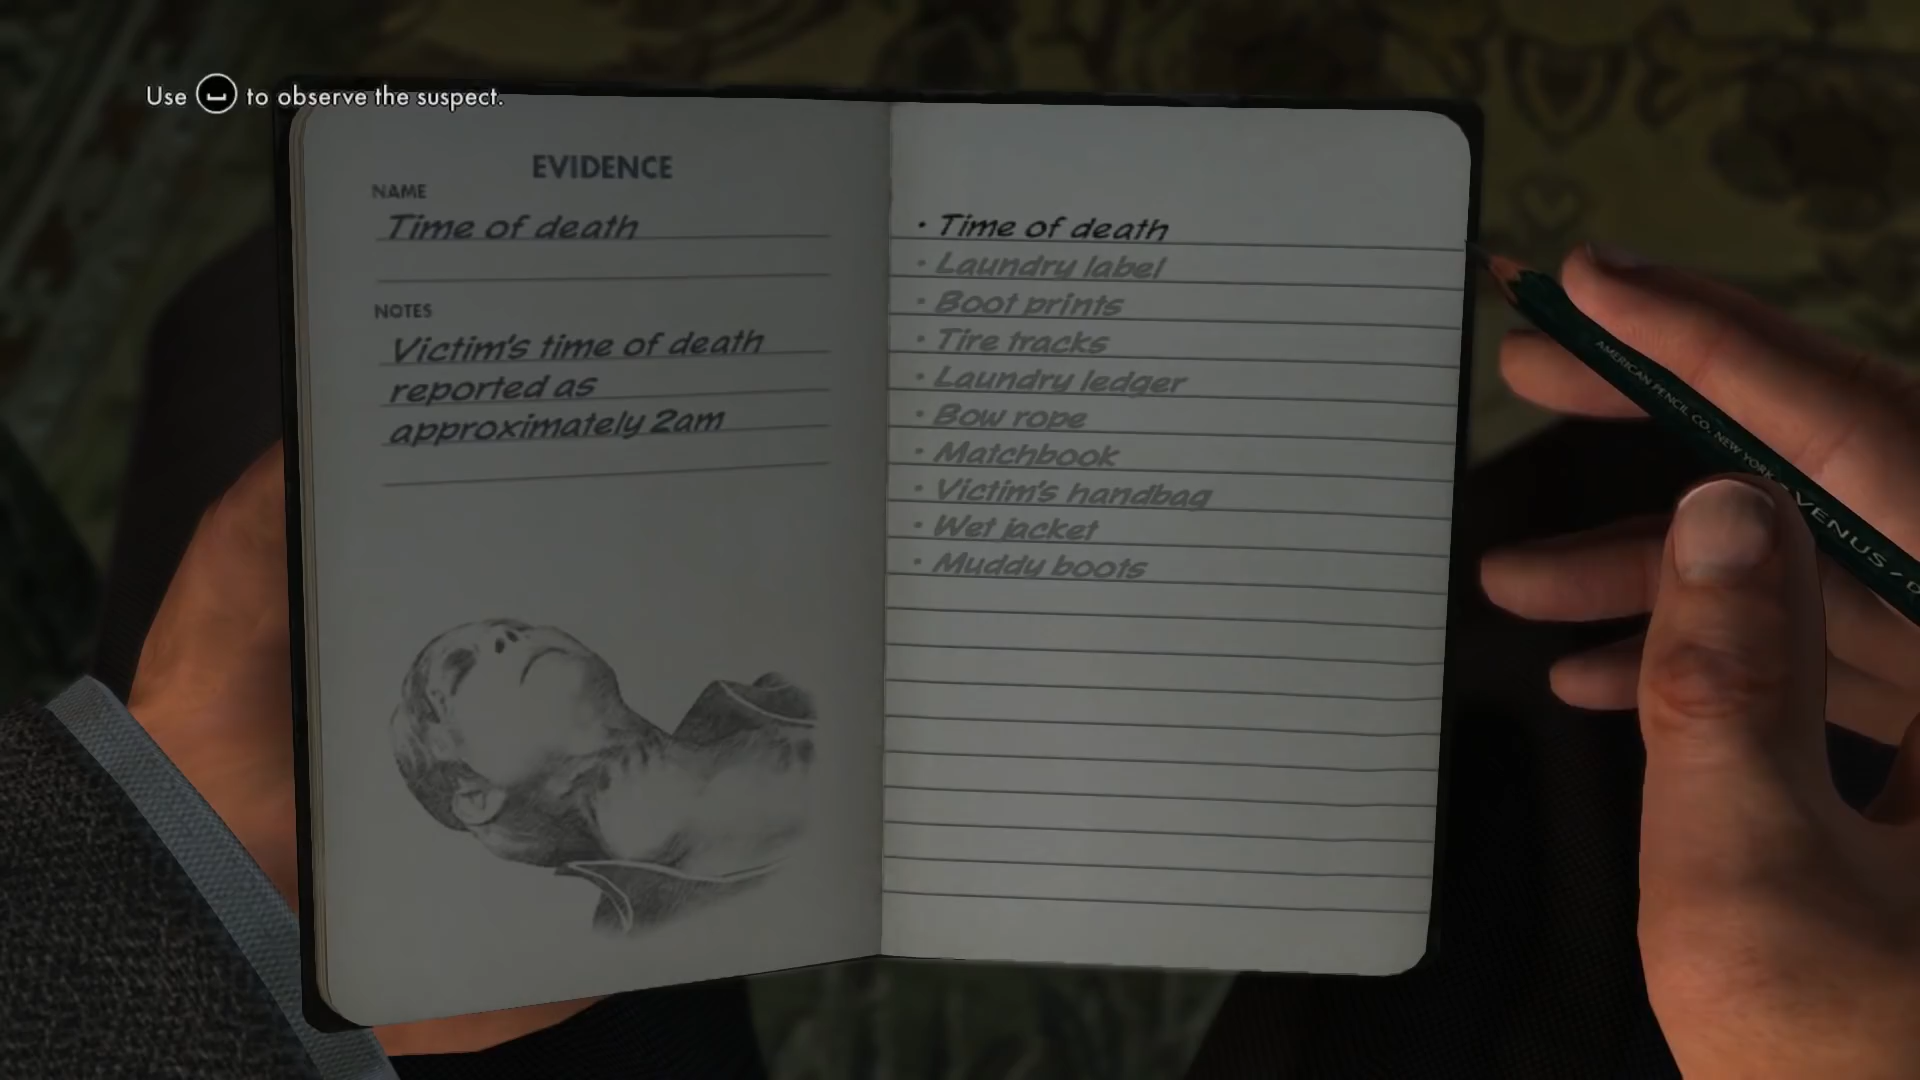 Use to observe the suspect.
EVIDENCE
NAME
Time of death
NOTES
Victim's time of death
reported as
approximately 2am
• Time of death
• Laundry label
• Boot prints
• Tire tracks
• Laundry ledger
• Bow rope
• Matchbook
• Victim's handbag
• Wet jacket
• Muddy boots
AMERICAN PENCIL CO. NEW YORK VENUS